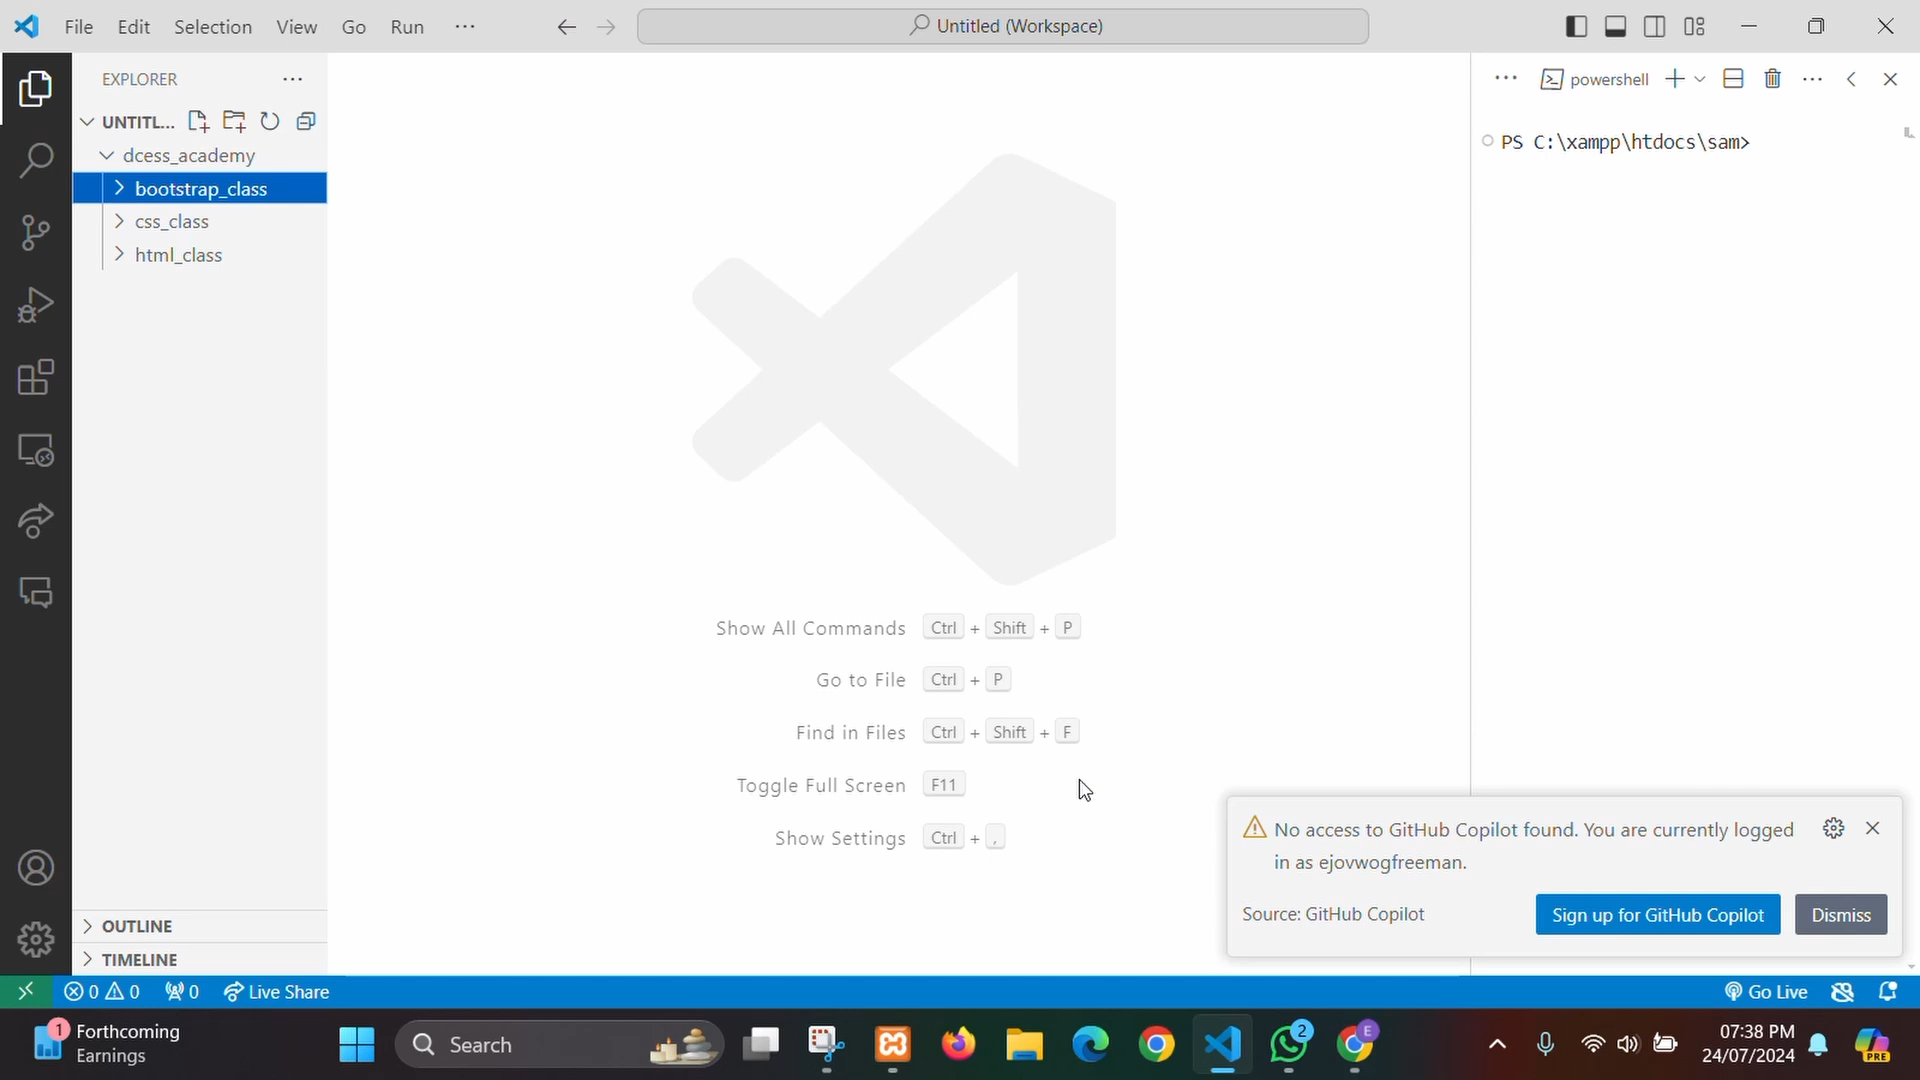 File Edit Selection View Go Run ···
Untitled (Workspace)
EXPLORER
UNTITL...
dcess_academy
bootstrap_class
css_class
html_class
OUTLINE
TIMELINE
Show All Commands Ctrl + Shift + P
Go to File Ctrl + P
Find in Files Ctrl + Shift + F
Toggle Full Screen F11
Show Settings Ctrl + ,
powershell
PS C:\xampp\htdocs\sam>
No access to GitHub Copilot found. You are currently logged
in as ejovwogfreeman.
Source: GitHub Copilot
Sign up for GitHub Copilot
Dismiss
0 0 0 Live Share
Go Live
1
Forthcoming
Earnings
Search
2
E
07:38 PM
24/07/2024
PRE